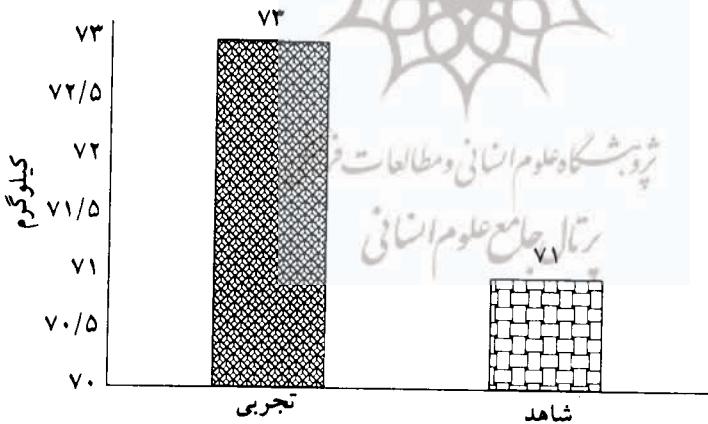 ۷۳
۷۳
۷۲/۵
۷۲
۷۱/۵
۷۱
۷۰/۵
۷۰
کیلوگرم
۷۱
تجربی
شاهد
پژوهشگاه علوم انسانی و مطالعات فر
پرتال جامع علوم انسانی